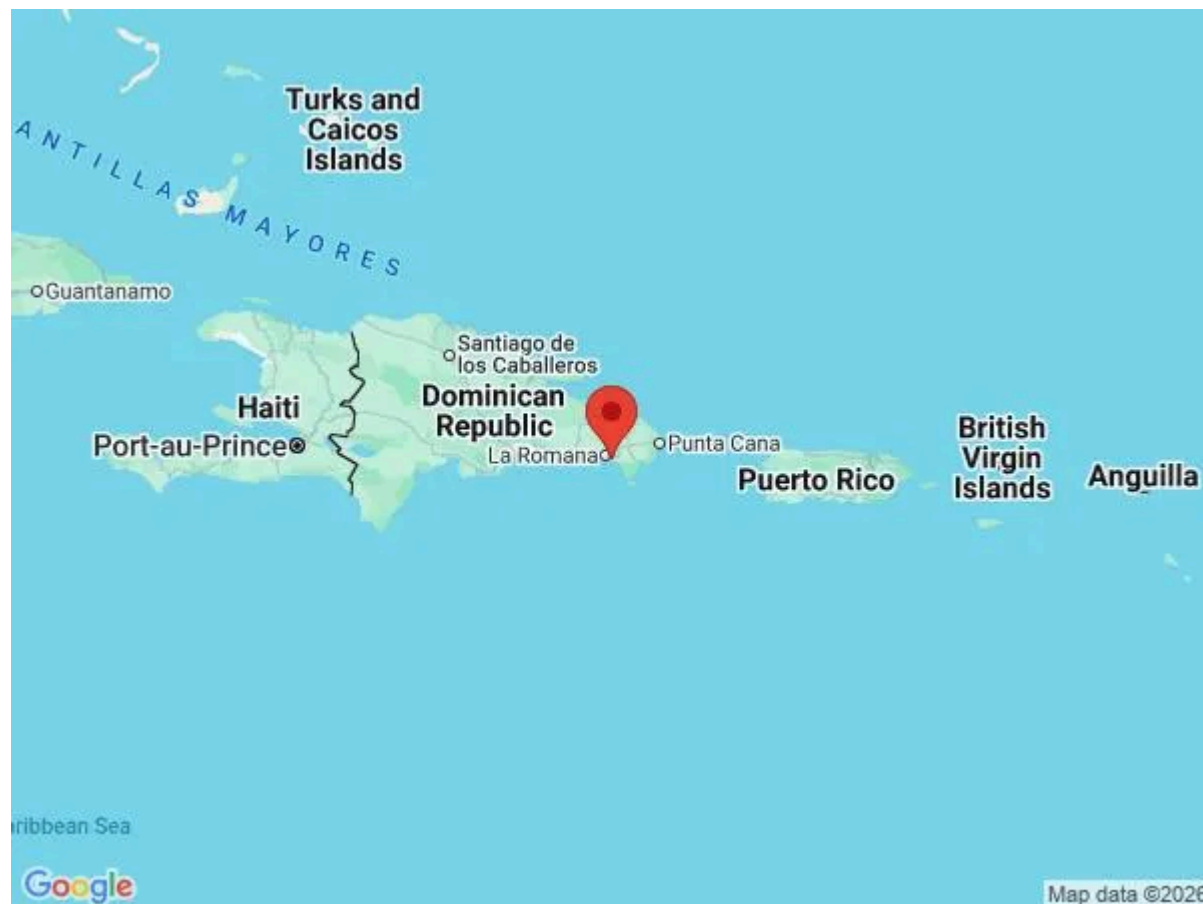 Turks and
Caicos
Islands
ANTILLAS MAYORES
Guantanamo
Santiago de
los Caballeros
Dominican
Republic
Haiti
Port-au-Prince
La Romana
Punta Cana
Puerto Rico
British
Virgin
Islands
Anguilla
aribbean Sea
Google
Map data ©2026